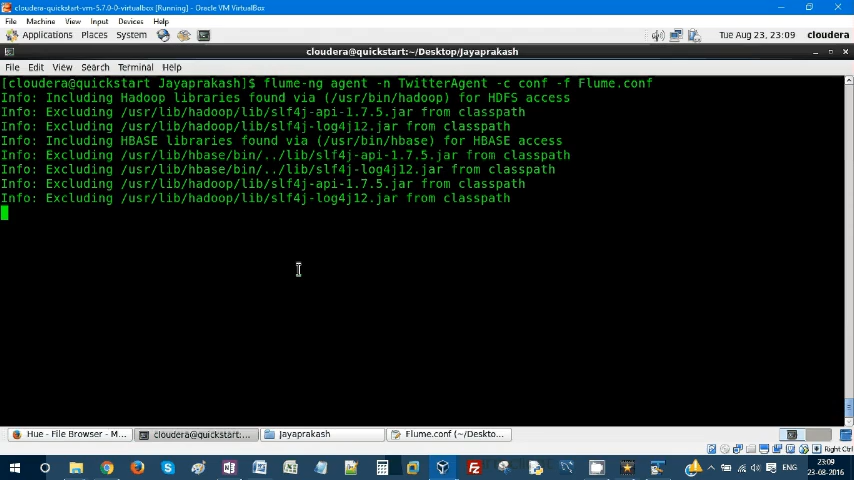 cloudera-quickstart-vm-5.7.0-0-virtualbox [Running] - Oracle VM VirtualBox
File Machine View Input Devices Help
Applications Places System Tue Aug 23, 23:09 cloudera
cloudera@quickstart:~/Desktop/Jayaprakash
File Edit View Search Terminal Help
[cloudera@quickstart Jayaprakash]$ flume-ng agent -n TwitterAgent -c conf -f Flume.conf
Info: Including Hadoop libraries found via (/usr/bin/hadoop) for HDFS access
Info: Excluding /usr/lib/hadoop/lib/slf4j-api-1.7.5.jar from classpath
Info: Excluding /usr/lib/hadoop/lib/slf4j-log4j12.jar from classpath
Info: Including HBASE libraries found via (/usr/bin/hbase) for HBASE access
Info: Excluding /usr/lib/hbase/bin/../lib/slf4j-api-1.7.5.jar from classpath
Info: Excluding /usr/lib/hbase/bin/../lib/slf4j-log4j12.jar from classpath
Info: Excluding /usr/lib/hadoop/lib/slf4j-api-1.7.5.jar from classpath
Info: Excluding /usr/lib/hadoop/lib/slf4j-log4j12.jar from classpath
Hue - File Browser - M... cloudera@quickstart:... Jayaprakash Flume.conf (~/Deskto...
Right Ctrl
ENG 23:09
23-08-2016